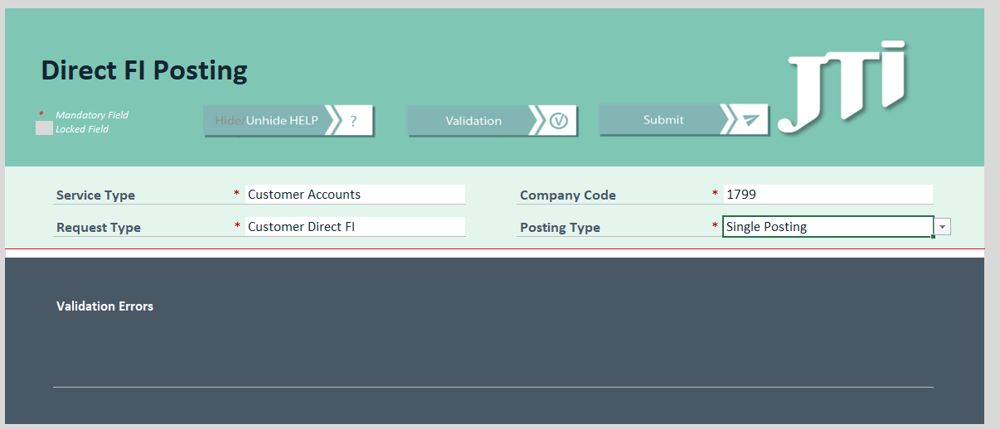 Direct FI Posting
JTi
* Mandatory Field
Locked Field
Hide/Unhide HELP ?
Validation
Submit
Service Type * Customer Accounts Company Code * 1799
Request Type * Customer Direct FI Posting Type * Single Posting
Validation Errors